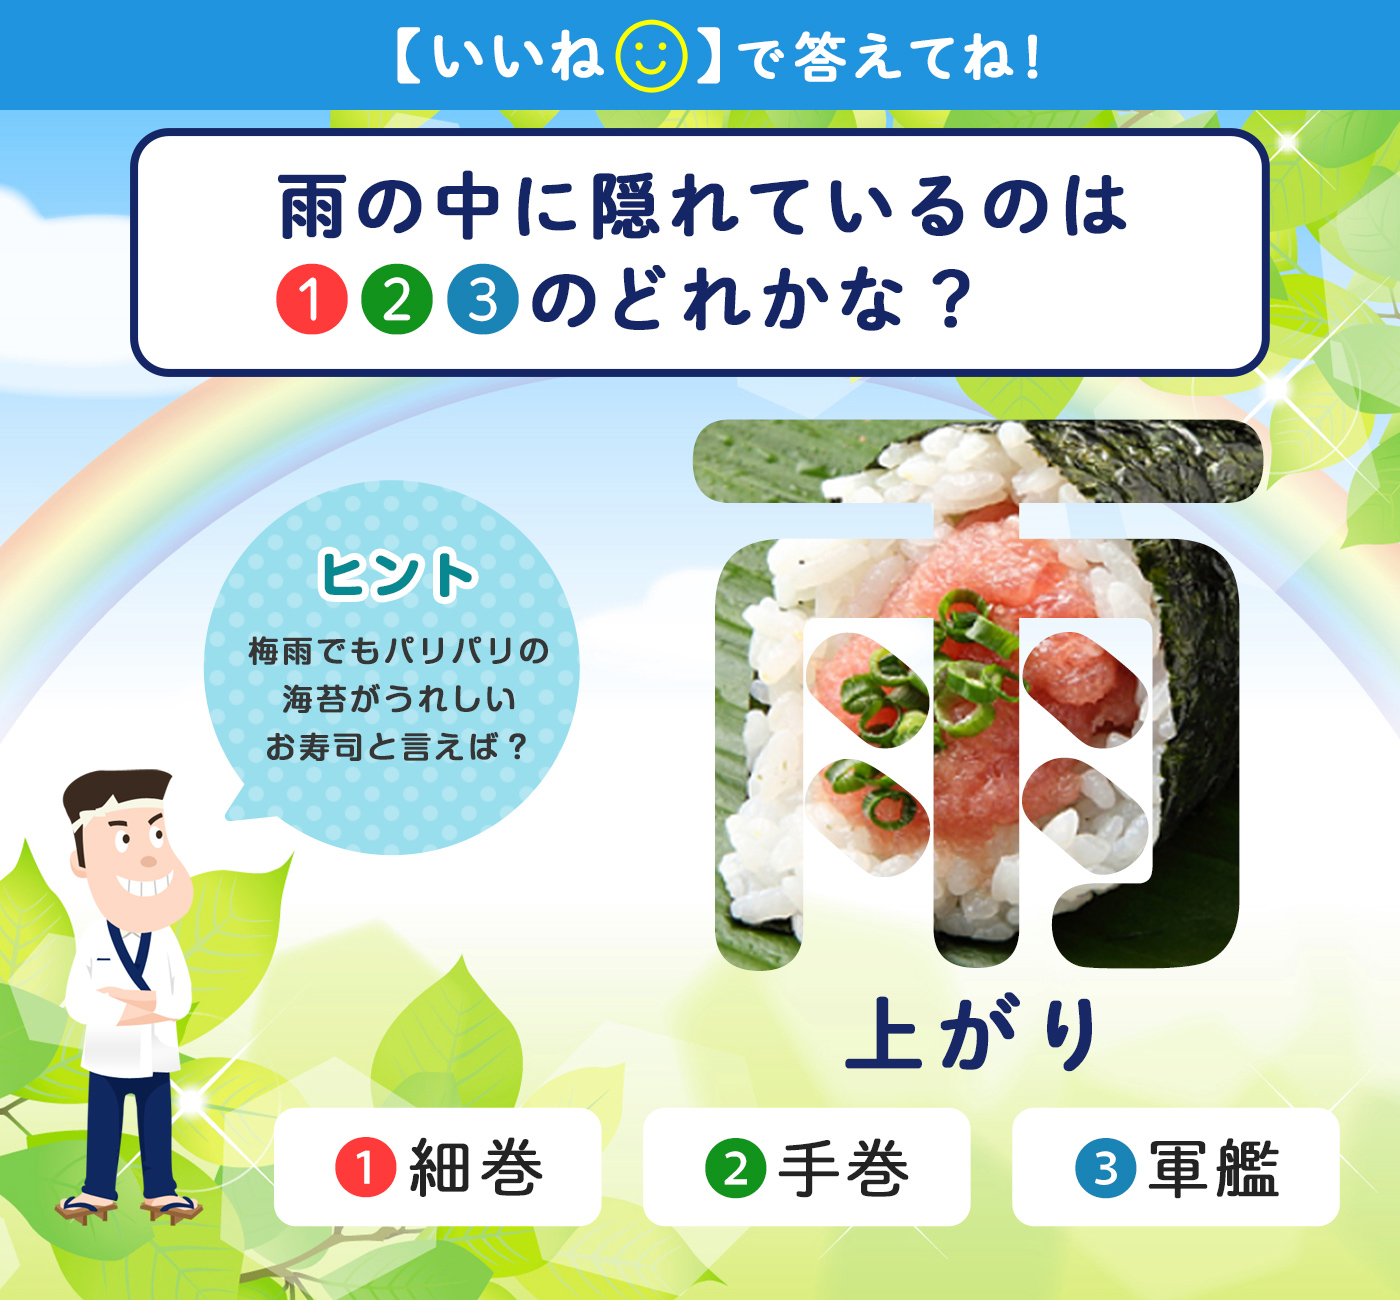 【いいね】で答えてね!
雨の中に隠れているのは
1 2 3 のどれかな？
ヒント
梅雨でもパリパリの
海苔がうれしい
お寿司と言えば？
雨
上がり
1 細巻
2 手巻
3 軍艦